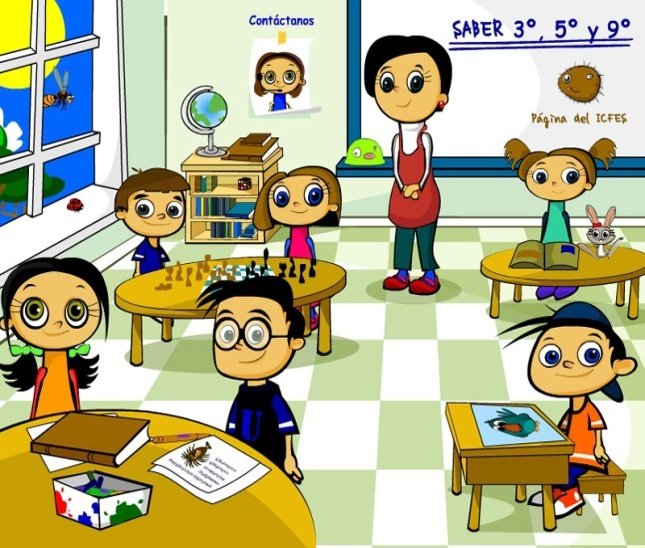 Contáctanos
SABER 3°, 5° y 9°
Página del ICFES
U